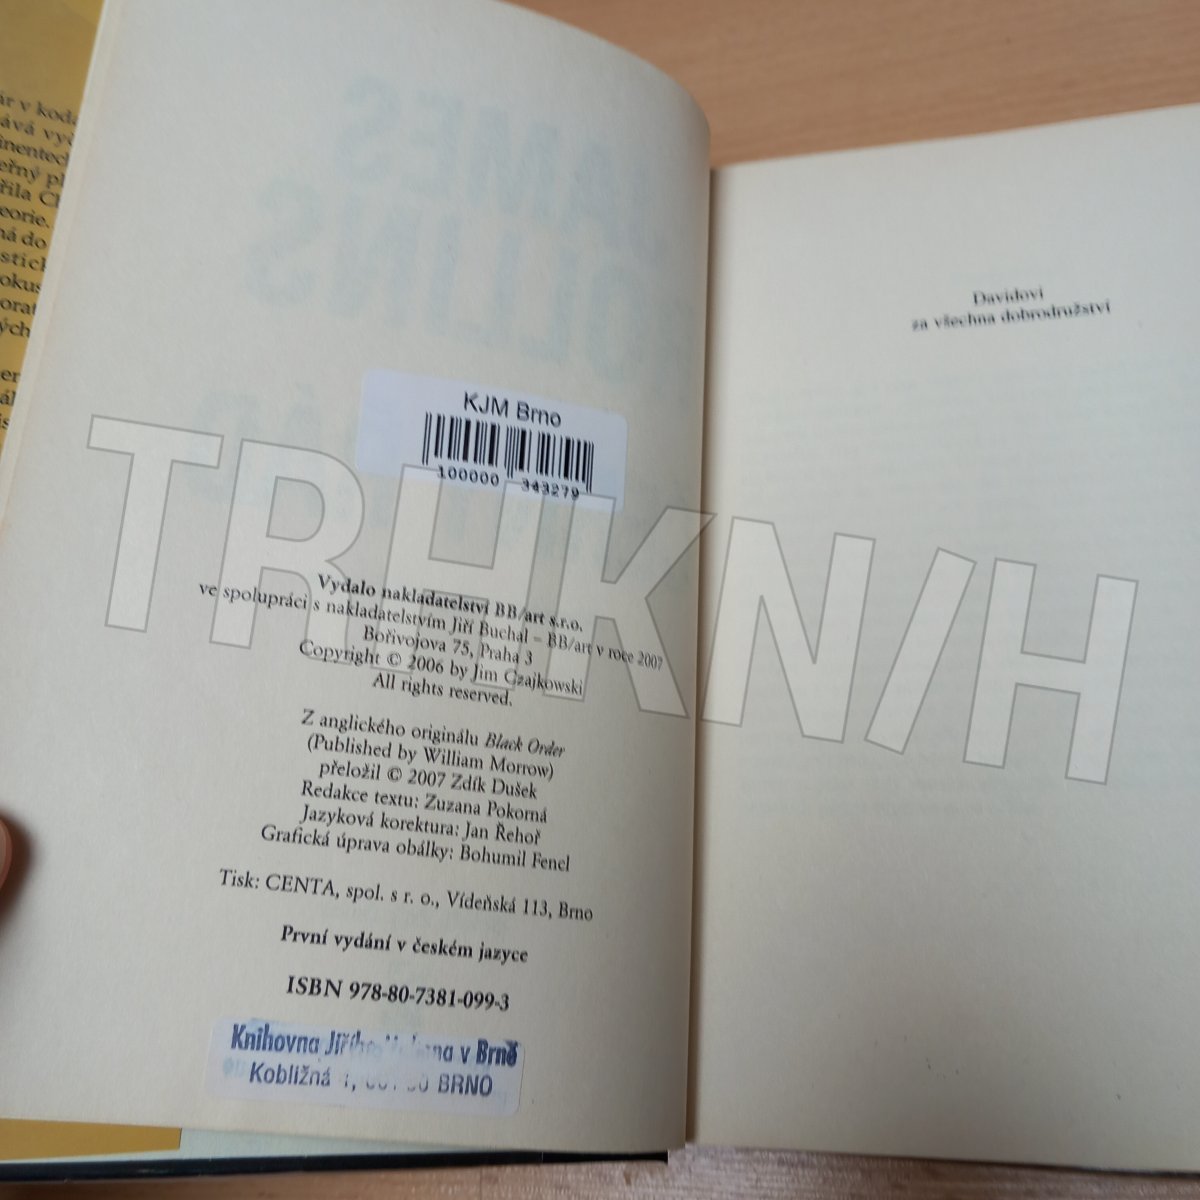 KJM Brno
100000 343279
Vydalo nakladatelství BB/art s.r.o.
ve spolupráci s nakladatelstvím Jiří Buchal – BB/art v roce 2007
Bořivojova 75, Praha 3
Copyright © 2006 by Jim Czajkowski
All rights reserved.
Z anglického originálu Black Order
(Published by William Morrow)
přeložil © 2007 Zdík Dušek
Redakce textu: Zuzana Pokorná
Jazyková korektura: Jan Řehoř
Grafická úprava obálky: Bohumil Fencl
Tisk: CENTA, spol. s r. o., Vídeňská 113, Brno
První vydání v českém jazyce
ISBN 978-80-7381-099-3
Knihovna Jiřího v Brně
Kobližná BRNO
Davidovi
za všechna dobrodružství
TRHKN/H